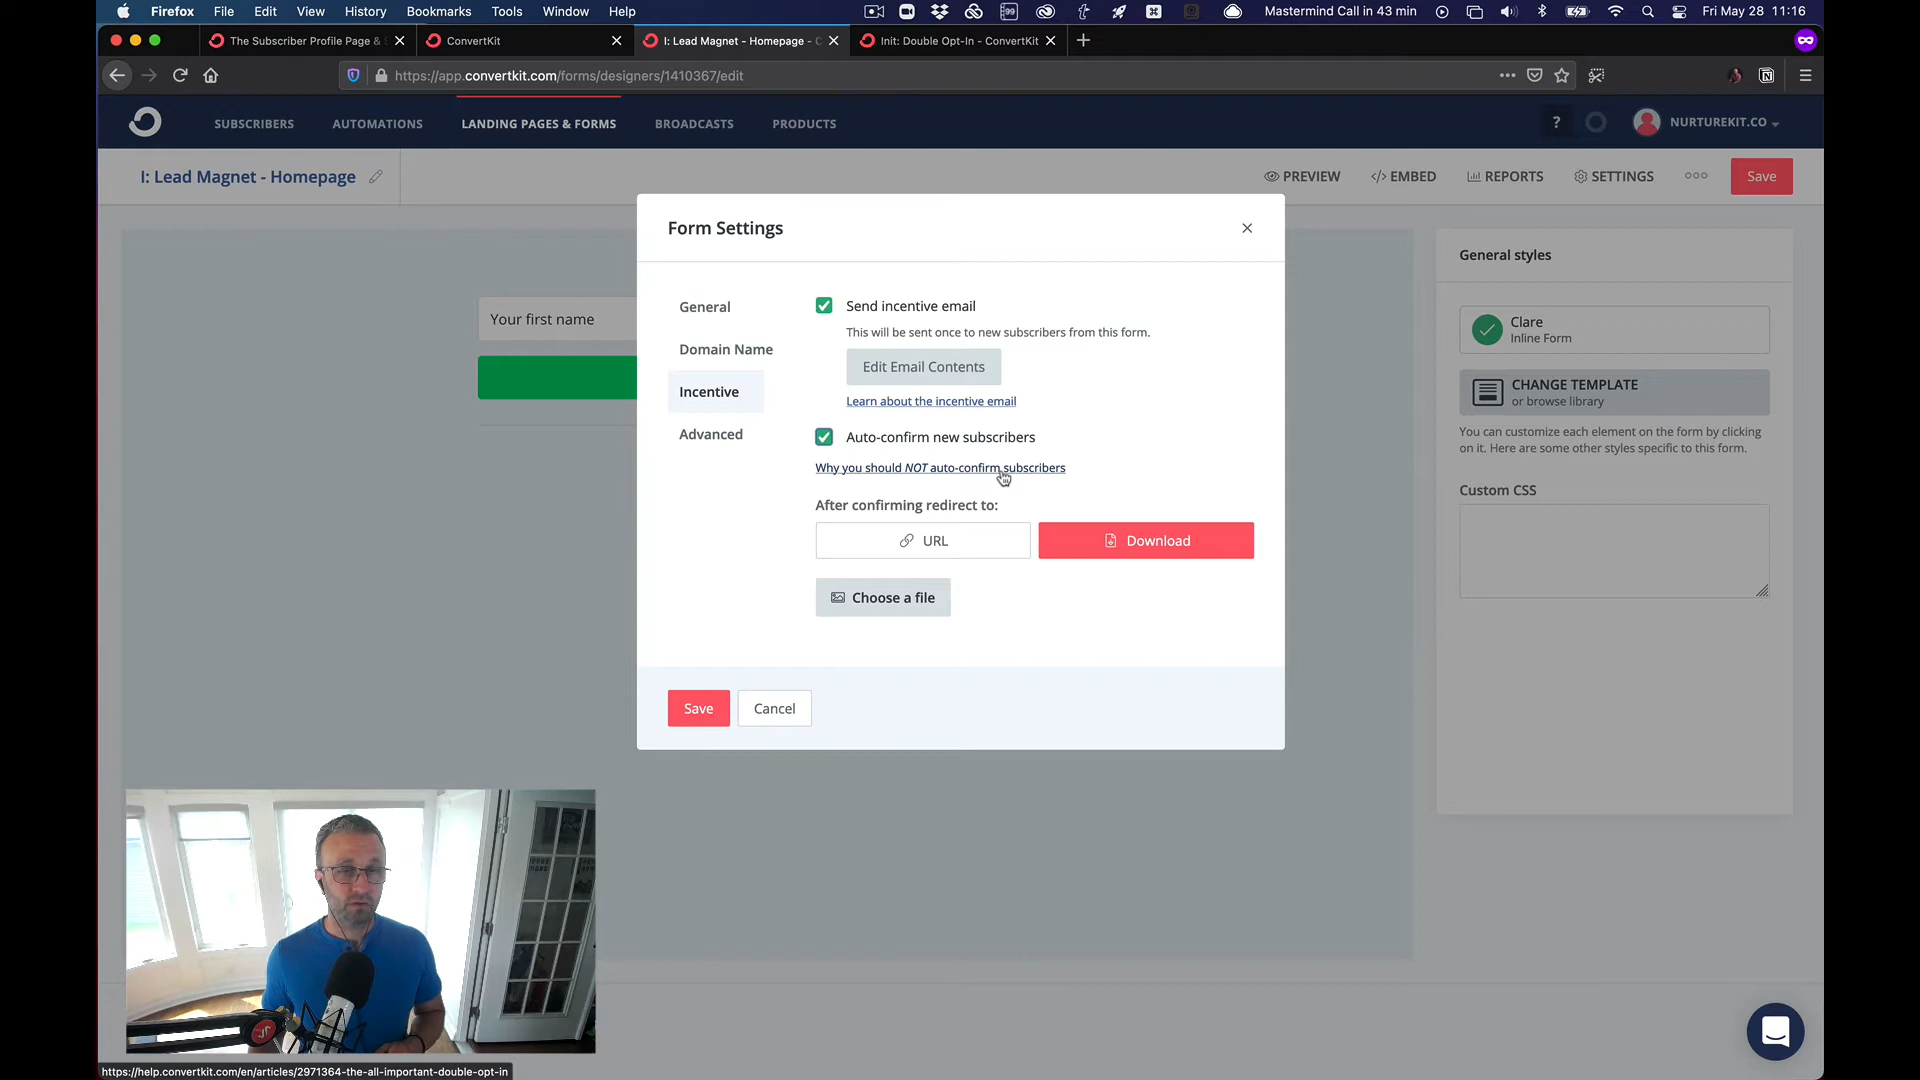 Firefox File Edit View History Bookmarks Tools Window Help
99
Mastermind Call in 43 min
Fri May 28 11:16
The Subscriber Profile Page &
ConvertKit
I: Lead Magnet - Homepage - C
Init: Double Opt-In - ConvertKit
https://app.convertkit.com/forms/designers/1410367/edit
SUBSCRIBERS AUTOMATIONS LANDING PAGES & FORMS BROADCASTS PRODUCTS
? NURTUREKIT.CO
I: Lead Magnet - Homepage
PREVIEW </> EMBED REPORTS SETTINGS Save
Form Settings
General
Domain Name
Incentive
Advanced
Send incentive email
This will be sent once to new subscribers from this form.
Edit Email Contents
Learn about the incentive email
Auto-confirm new subscribers
Why you should NOT auto-confirm subscribers
After confirming redirect to:
URL Download
Choose a file
Save Cancel
Your first name
General styles
Clare
Inline Form
CHANGE TEMPLATE
or browse library
You can customize each element on the form by clicking
on it. Here are some other styles specific to this form.
Custom CSS
https://help.convertkit.com/en/articles/2971364-the-all-important-double-opt-in